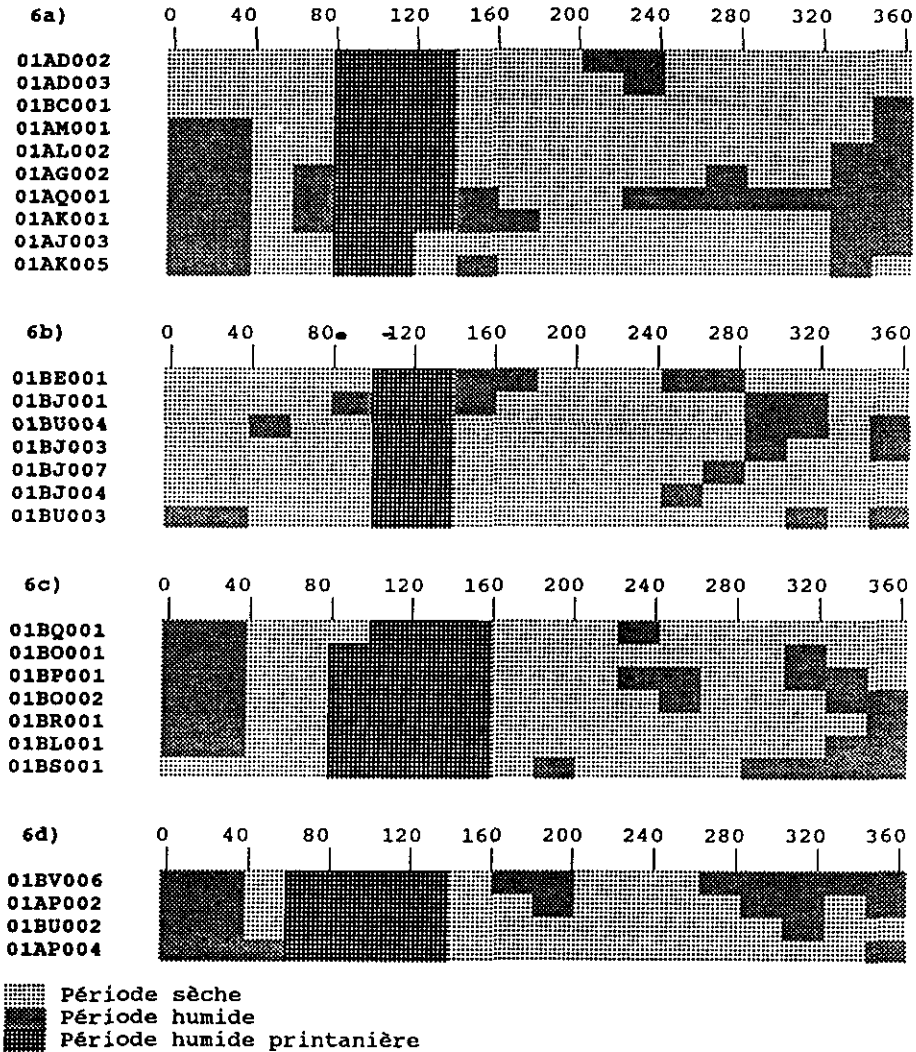 6a) 0 40 80 120 160 200 240 280 320 360
01AD002
01AD003
01BC001
01AM001
01AL002
01AG002
01AQ001
01AK001
01AJ003
01AK005
6b) 0 40 80 120 160 200 240 280 320 360
01BE001
01BJ001
01BU004
01BJ003
01BJ007
01BJ004
01BU003
6c) 0 40 80 120 160 200 240 280 320 360
01BQ001
01BO001
01BP001
01BO002
01BR001
01BL001
01BS001
6d) 0 40 80 120 160 200 240 280 320 360
01BV006
01AP002
01BU002
01AP004
Période sèche
Période humide
Période humide printanière